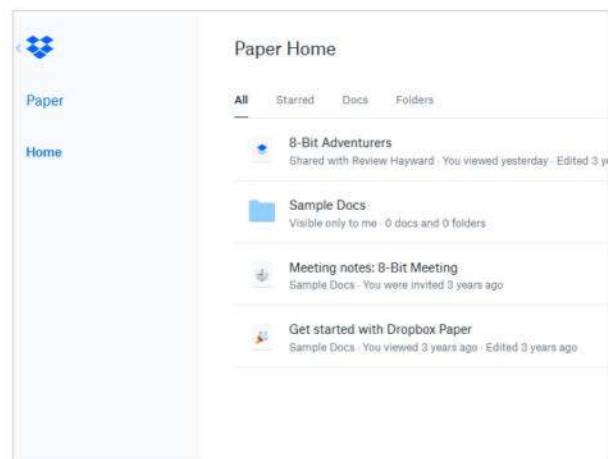 Paper Home
Paper
Home
All Starred Docs Folders
8-Bit Adventurers
Shared with Review Hayward · You viewed yesterday · Edited 3 y
Sample Docs
Visible only to me · 0 docs and 0 folders
Meeting notes: 8-Bit Meeting
Sample Docs · You were invited 3 years ago
Get started with Dropbox Paper
Sample Docs · You viewed 3 years ago · Edited 3 years ago